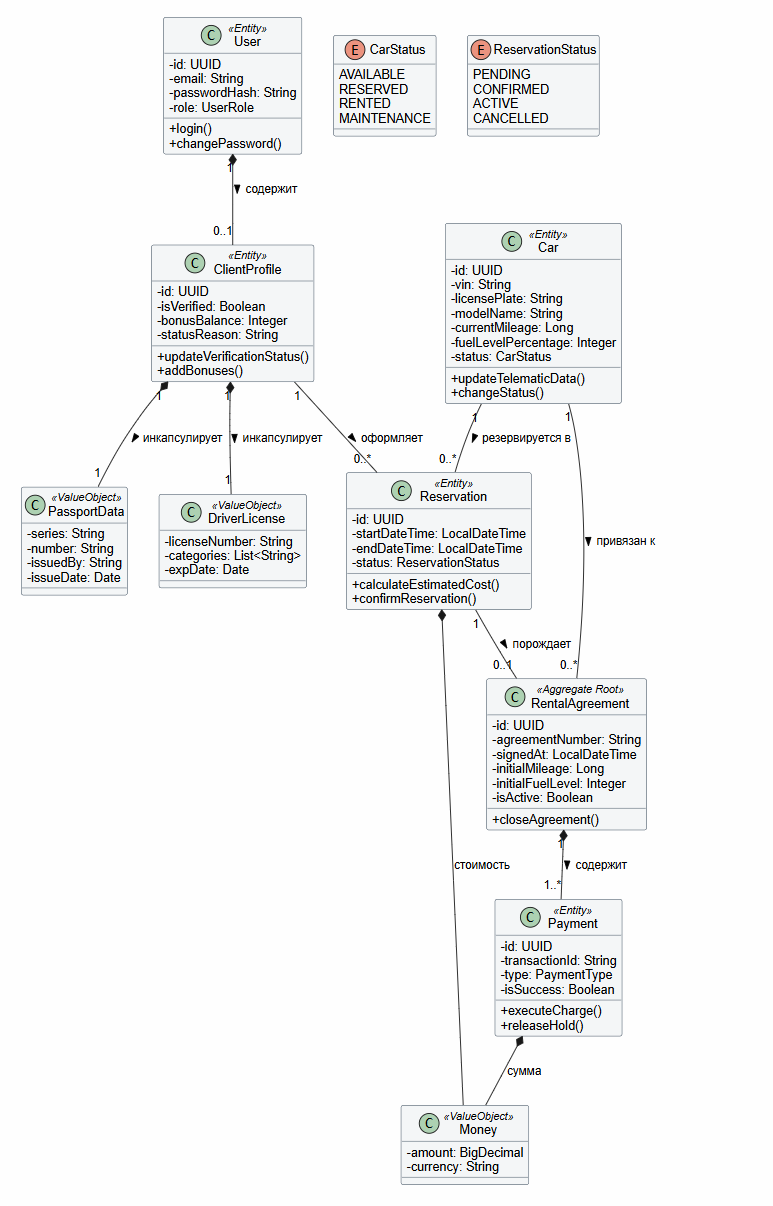 «Entity»
C
User
-id: UUID
-email: String
-passwordHash: String
-role: UserRole
+login()
+changePassword()
E CarStatus
AVAILABLE
RESERVED
RENTED
MAINTENANCE
E ReservationStatus
PENDING
CONFIRMED
ACTIVE
CANCELLED
1
содержит
0..1
«Entity»
C
ClientProfile
-id: UUID
-isVerified: Boolean
-bonusBalance: Integer
-statusReason: String
+updateVerificationStatus()
+addBonuses()
«Entity»
C
Car
-id: UUID
-vin: String
-licensePlate: String
-modelName: String
-currentMileage: Long
-fuelLevelPercentage: Integer
-status: CarStatus
+updateTelematicData()
+changeStatus()
1
инкапсулирует
1
1
инкапсулирует
1
1
оформляет
0..*
1
резервируется в
0..*
1
привязан к
0..*
«ValueObject»
C
PassportData
-series: String
-number: String
-issuedBy: String
-issueDate: Date
«ValueObject»
C
DriverLicense
-licenseNumber: String
-categories: List<String>
-expDate: Date
«Entity»
C
Reservation
-id: UUID
-startDateTime: LocalDateTime
-endDateTime: LocalDateTime
-status: ReservationStatus
+calculateEstimatedCost()
+confirmReservation()
1
порождает
0..1
«Aggregate Root»
C
RentalAgreement
-id: UUID
-agreementNumber: String
-signedAt: LocalDateTime
-initialMileage: Long
-initialFuelLevel: Integer
-isActive: Boolean
+closeAgreement()
стоимость
1
содержит
1..*
«Entity»
C
Payment
-id: UUID
-transactionId: String
-type: PaymentType
-isSuccess: Boolean
+executeCharge()
+releaseHold()
сумма
«ValueObject»
C
Money
-amount: BigDecimal
-currency: String